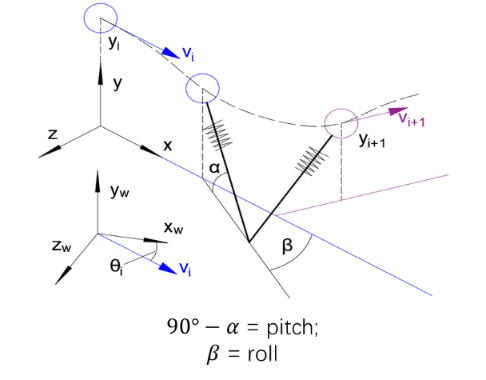 yᵢ
vᵢ
y
z
x
α
vᵢ₊₁
yᵢ₊₁
y_w
x_w
z_w
θᵢ
vᵢ
β
90° − α = pitch;
β = roll